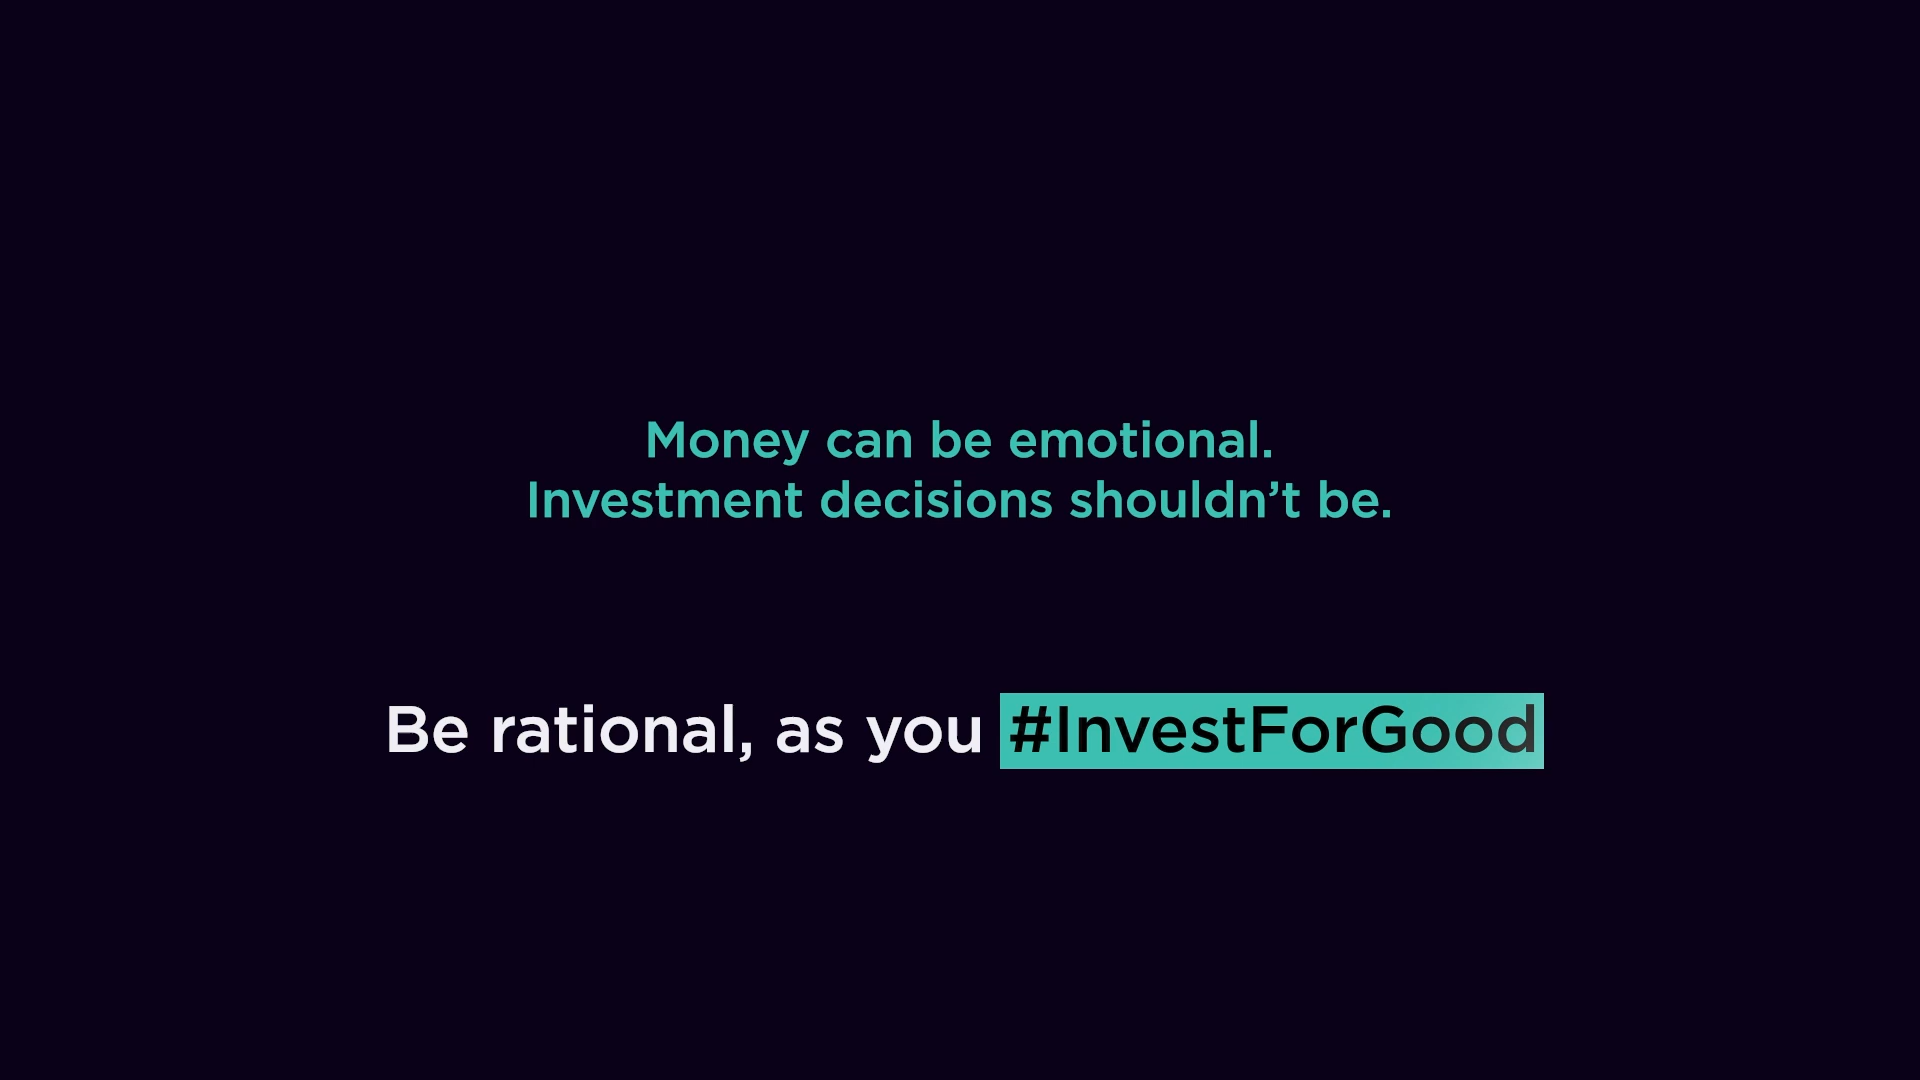 Money can be emotional.
Investment decisions shouldn’t be.
Be rational, as you #InvestForGood